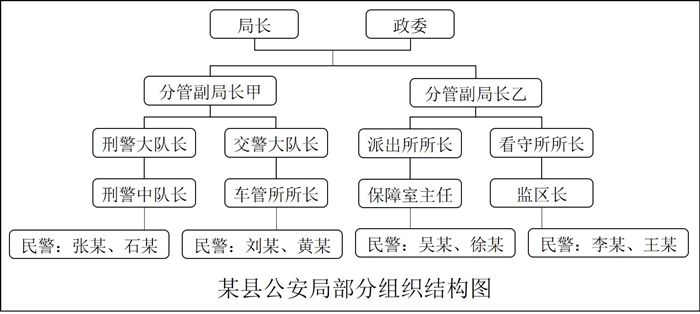 局长 政委
分管副局长甲 分管副局长乙
刑警大队长 交警大队长 派出所所长 看守所所长
刑警中队长 车管所所长 保障室主任 监区长
民警：张某、石某 民警：刘某、黄某 民警：吴某、徐某 民警：李某、王某
某县公安局部分组织结构图